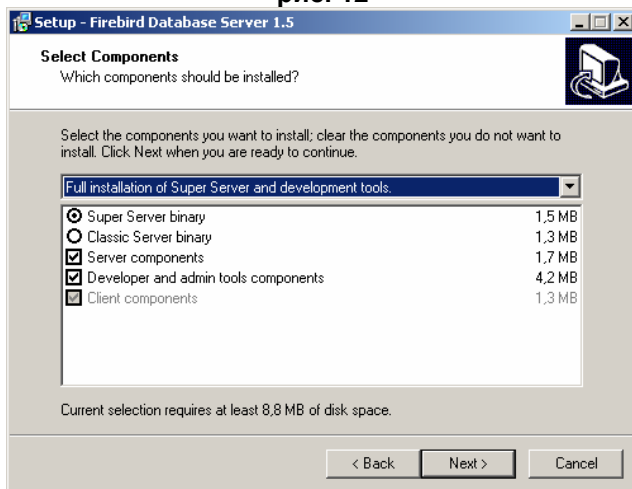 Setup - Firebird Database Server 1.5
Select Components
Which components should be installed?
Select the components you want to install; clear the components you do not want to
install. Click Next when you are ready to continue.
Full installation of Super Server and development tools.
Super Server binary 1,5 MB
Classic Server binary 1,3 MB
Server components 1,7 MB
Developer and admin tools components 4,2 MB
Client components 1,3 MB
Current selection requires at least 8,8 MB of disk space.
< Back Next > Cancel